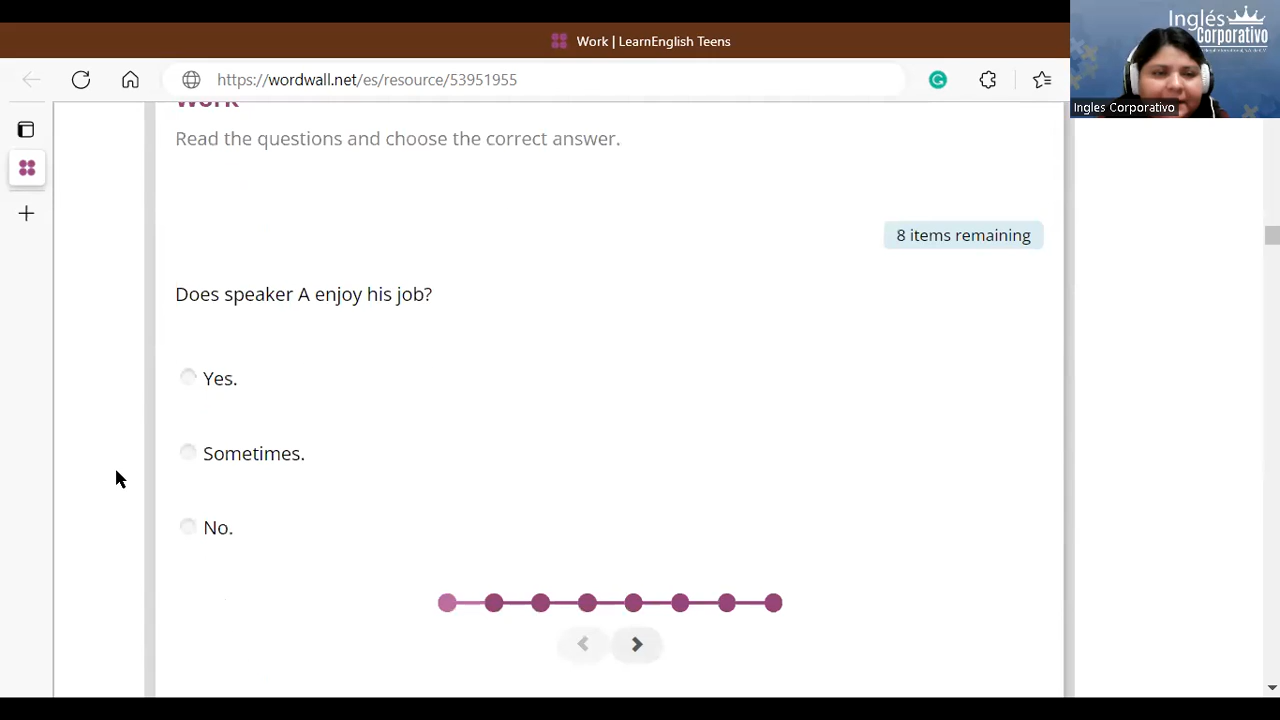 Work | LearnEnglish Teens
Inglés
Corporativo
https://wordwall.net/es/resource/53951955
Ingles Corporativo
Work
Read the questions and choose the correct answer.
8 items remaining
Does speaker A enjoy his job?
Yes.
Sometimes.
No.